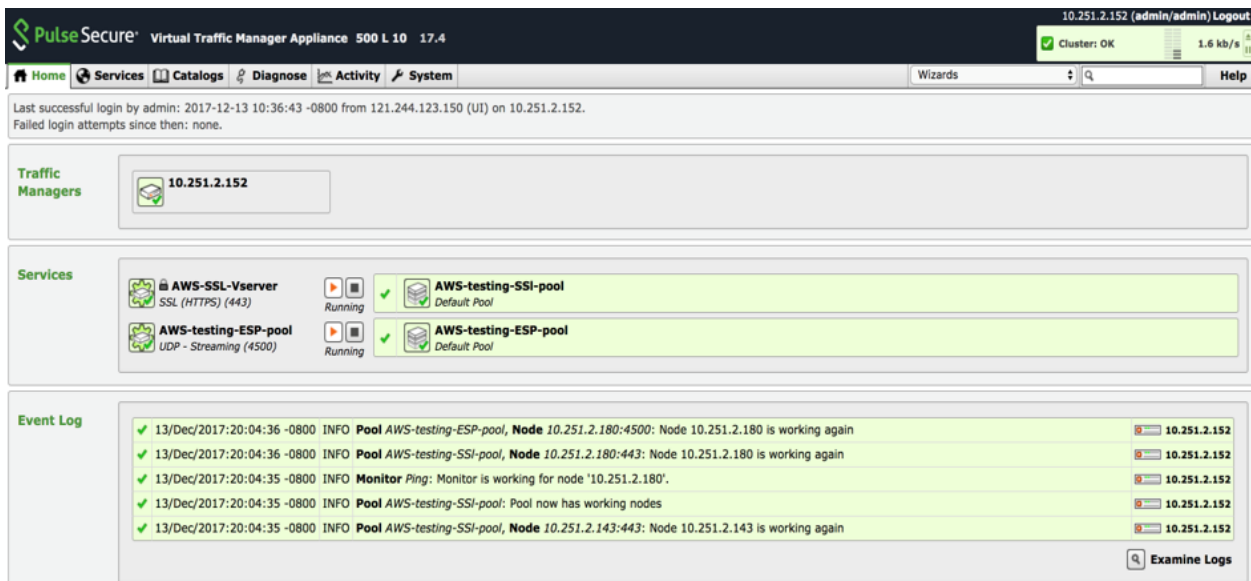 10.251.2.152 (admin/admin) Logout
Pulse Secure Virtual Traffic Manager Appliance 500 L 10 17.4
Cluster: OK 1.6 kb/s
Home Services Catalogs Diagnose Activity System Wizards Help
Last successful login by admin: 2017-12-13 10:36:43 -0800 from 121.244.123.150 (UI) on 10.251.2.152.
Failed login attempts since then: none.
Traffic
Managers
10.251.2.152
Services
AWS-SSL-Vserver
SSL (HTTPS) (443)
Running
AWS-testing-SSl-pool
Default Pool
AWS-testing-ESP-pool
UDP - Streaming (4500)
Running
AWS-testing-ESP-pool
Default Pool
Event Log
13/Dec/2017:20:04:36 -0800 INFO Pool AWS-testing-ESP-pool, Node 10.251.2.180:4500: Node 10.251.2.180 is working again 10.251.2.152
13/Dec/2017:20:04:36 -0800 INFO Pool AWS-testing-SSl-pool, Node 10.251.2.180:443: Node 10.251.2.180 is working again 10.251.2.152
13/Dec/2017:20:04:35 -0800 INFO Monitor Ping: Monitor is working for node '10.251.2.180'. 10.251.2.152
13/Dec/2017:20:04:35 -0800 INFO Pool AWS-testing-SSl-pool: Pool now has working nodes 10.251.2.152
13/Dec/2017:20:04:35 -0800 INFO Pool AWS-testing-SSl-pool, Node 10.251.2.143:443: Node 10.251.2.143 is working again 10.251.2.152
Examine Logs